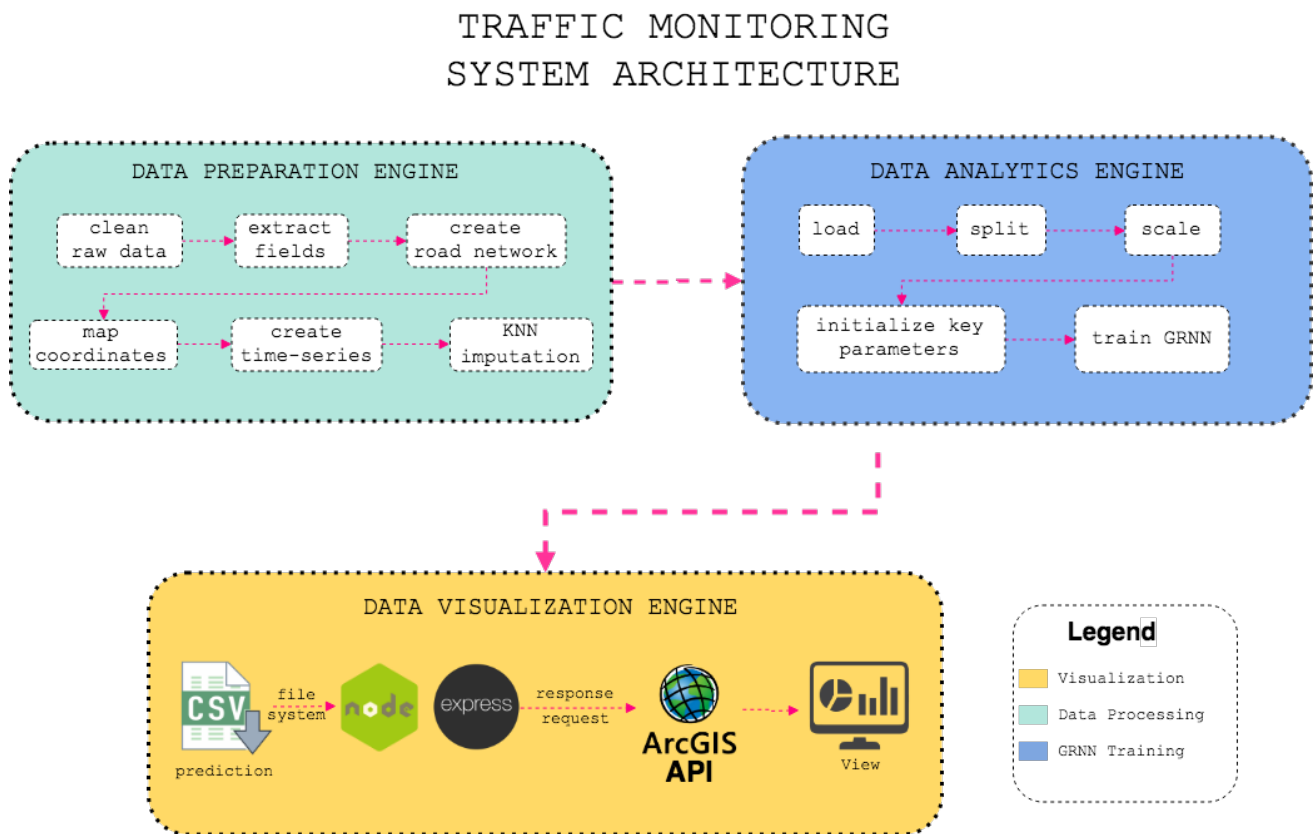 TRAFFIC MONITORING
SYSTEM ARCHITECTURE
DATA PREPARATION ENGINE
clean
raw data
extract
fields
create
road network
map
coordinates
create
time-series
KNN
imputation
DATA ANALYTICS ENGINE
load
split
scale
initialize key
parameters
train GRNN
DATA VISUALIZATION ENGINE
CSV
prediction
file
system
node
express
response
request
ArcGIS
API
View
Legend
Visualization
Data Processing
GRNN Training